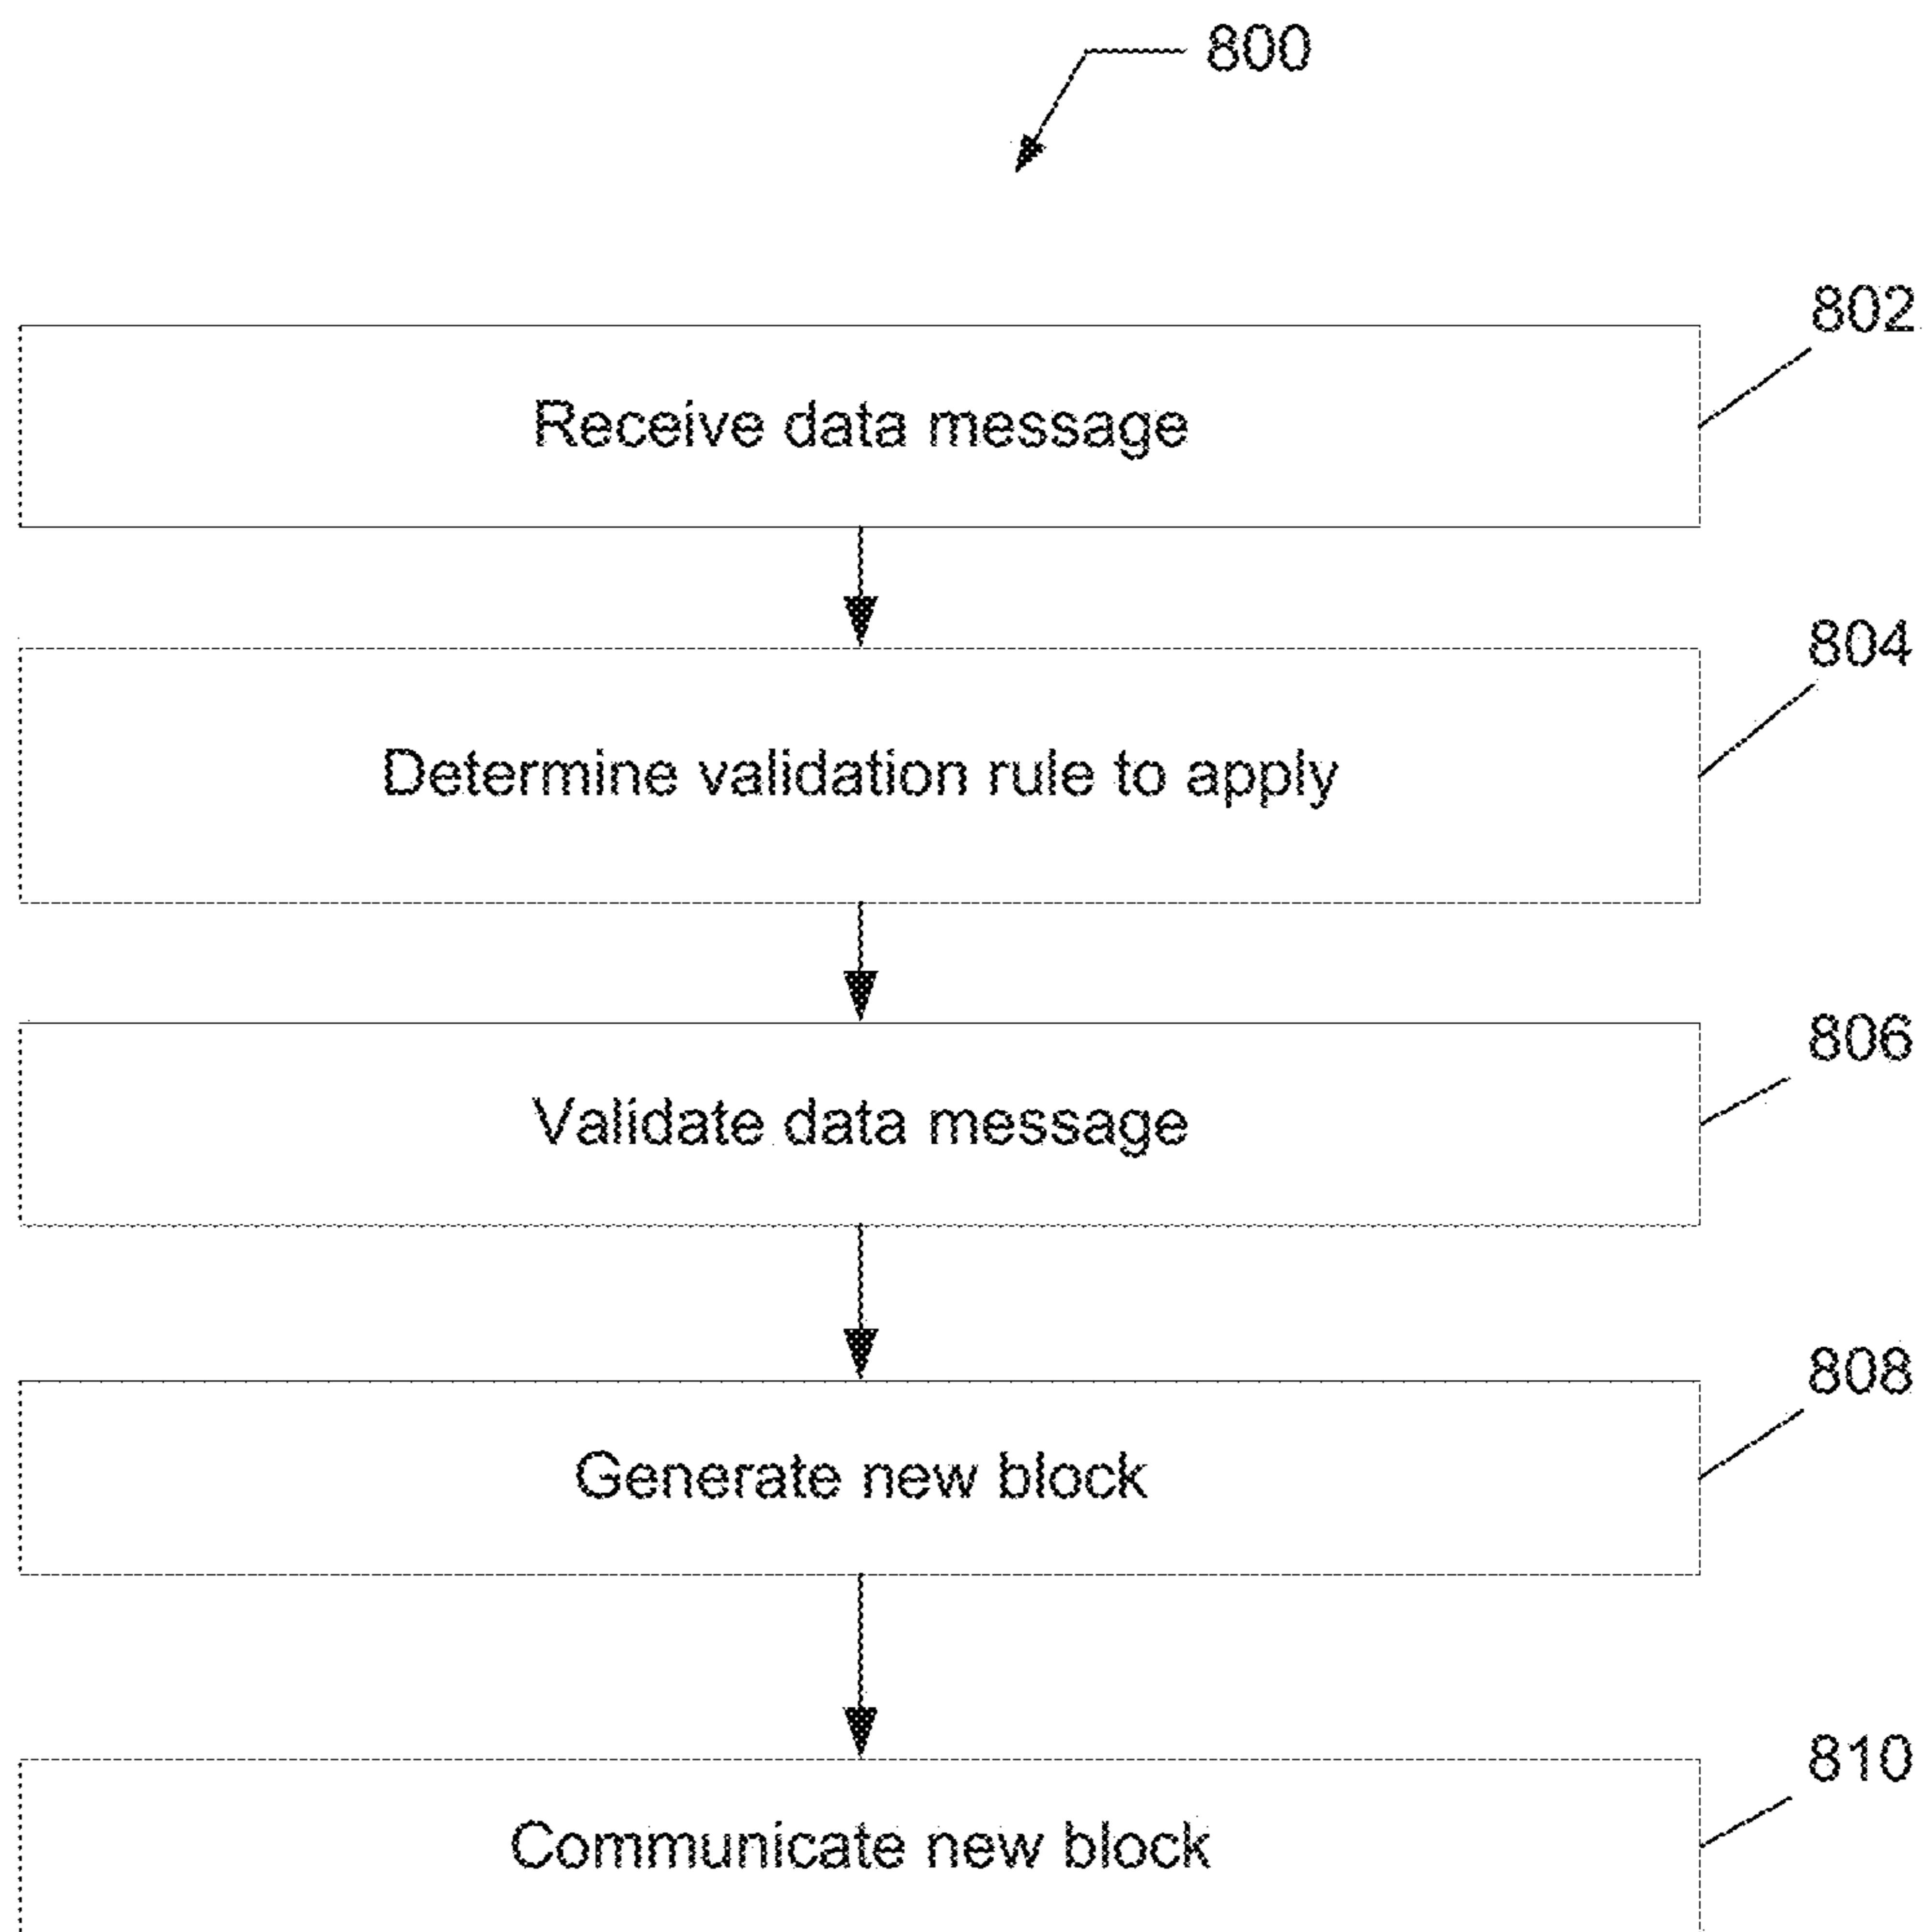 800
802
Receive data message
804
Determine validation rule to apply
806
Validate data message
808
Generate new block
810
Communicate new block